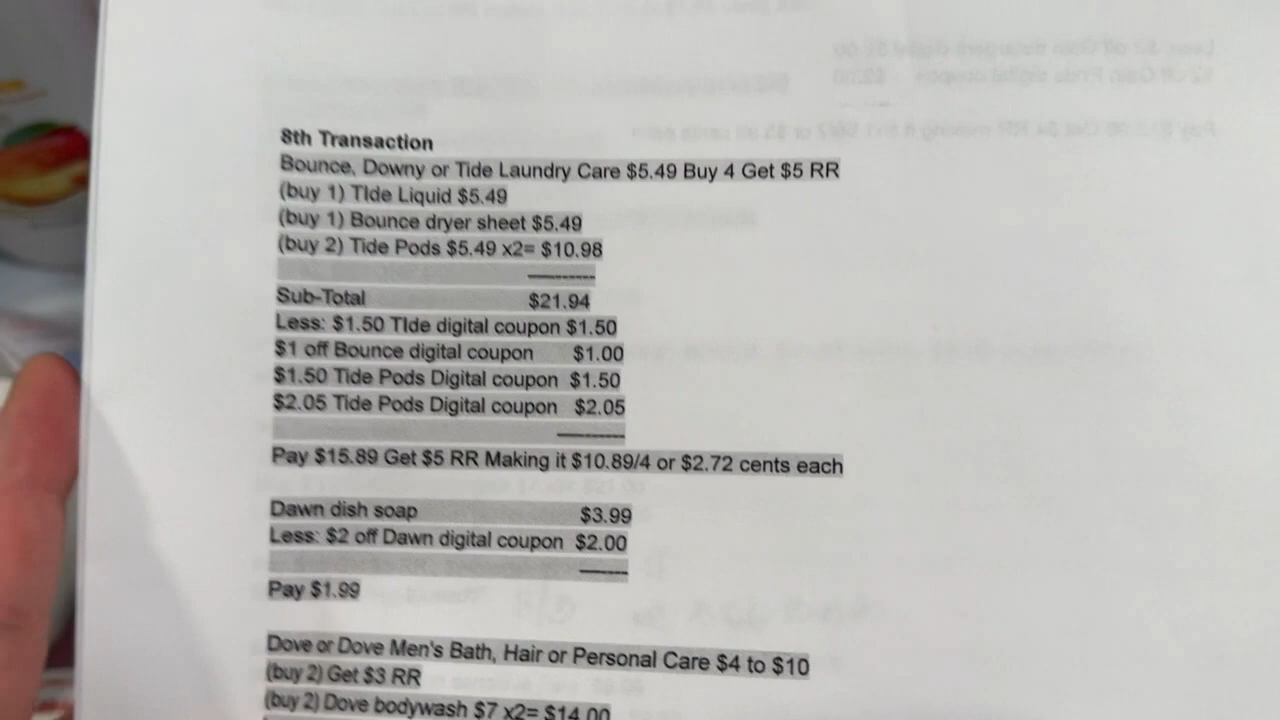 8th Transaction
Bounce, Downy or Tide Laundry Care $5.49 Buy 4 Get $5 RR
(buy 1) TIde Liquid $5.49
(buy 1) Bounce dryer sheet $5.49
(buy 2) Tide Pods $5.49 x2= $10.98
Sub-Total $21.94
Less: $1.50 TIde digital coupon $1.50
$1 off Bounce digital coupon $1.00
$1.50 Tide Pods Digital coupon $1.50
$2.05 Tide Pods Digital coupon $2.05
Pay $15.89 Get $5 RR Making it $10.89/4 or $2.72 cents each
Dawn dish soap $3.99
Less: $2 off Dawn digital coupon $2.00
Pay $1.99
Dove or Dove Men's Bath, Hair or Personal Care $4 to $10
(buy 2) Get $3 RR
(buy 2) Dove bodywash $7 x2= $14.00